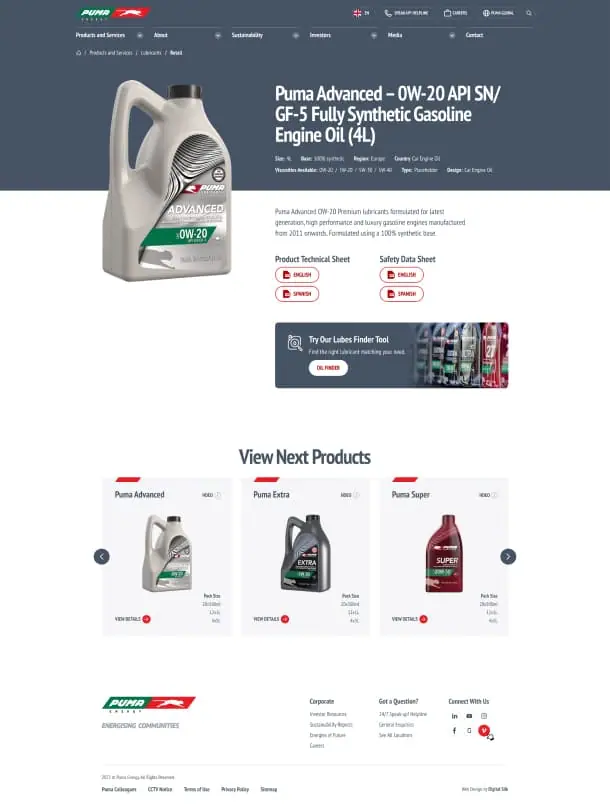 PUMA
ENERGY
EN
SPEAK UP! HELPLINE
CAREERS
PUMA GLOBAL
Products and Services
About
Sustainability
Investors
Media
Contact
/ Products and Services / Lubricants / Retail
Puma Advanced – 0W-20 API SN/
GF-5 Fully Synthetic Gasoline
Engine Oil (4L)
Size: 4L Base: 100% synthetic Region: Europe Country Car Engine Oil
Viscosities Available: 0W-20 / 5W-20 / 5W-30 / 5W-40 Type: Placeholder Design: Car Engine Oil
PUMA
LUBRICANTS
ADVANCED
0W-20
Puma Advanced 0W-20 Premium lubricants formulated for latest
generation, high performance and luxury gasoline engines manufactured
from 2011 onwards. Formulated using a 100% synthetic base.
Product Technical Sheet
Safety Data Sheet
ENGLISH
ENGLISH
SPANISH
SPANISH
Try Our Lubes Finder Tool
Find the right lubricant matching your need.
OIL FINDER
View Next Products
Puma Advanced
VIDEO
Puma Extra
VIDEO
Puma Super
VIDEO
EXTRA
SUPER
Pack Size
Pack Size
Pack Size
VIEW DETAILS
VIEW DETAILS
VIEW DETAILS
PUMA
ENERGY
ENERGISING COMMUNITIES
Corporate
Investor Resources
Sustainability Reports
Energies of Future
Careers
Got a Question?
24/7 Speak up! Helpline
General Enquiries
See All Locations
Connect With Us
Puma Energy All Rights Reserved
Puma Colleagues
CCTV Notice
Terms of Use
Privacy Policy
Sitemap
Web Design by Digital Silk